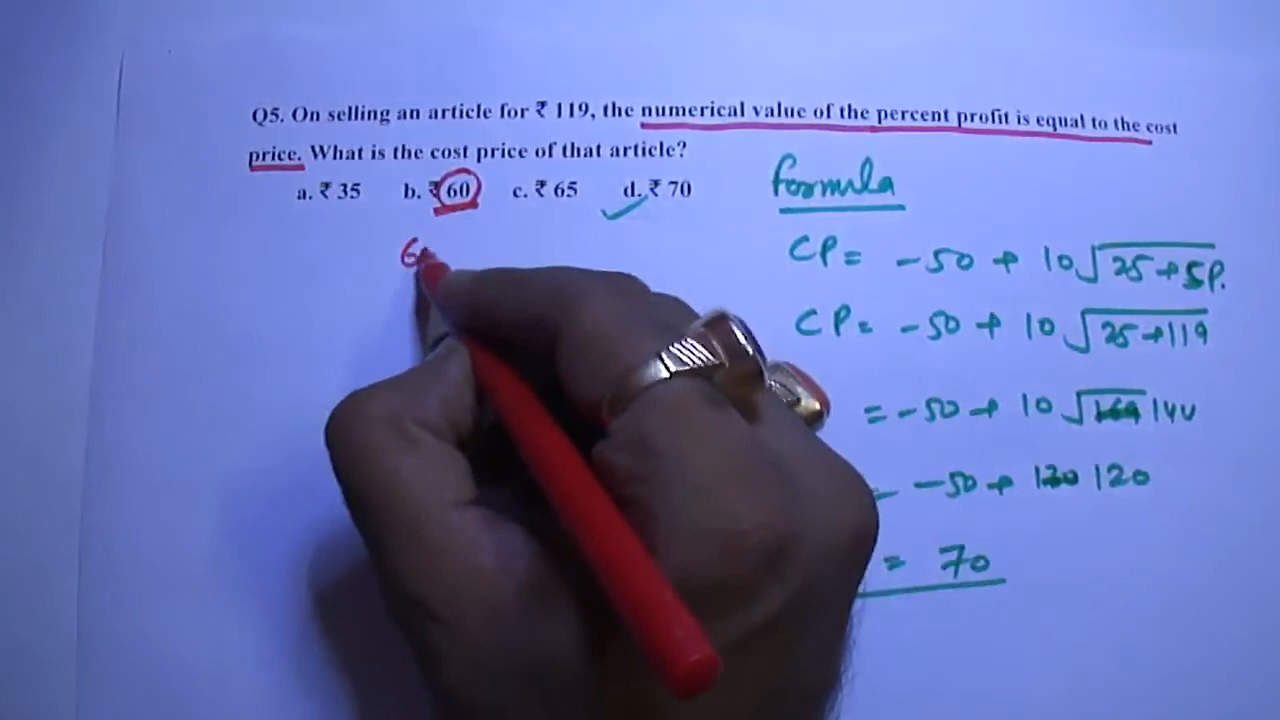 Q5. On selling an article for ₹ 119, the numerical value of the percent profit is equal to the cost
price. What is the cost price of that article?
a. ₹ 35 b. ₹ 60 c. ₹ 65 d. ₹ 70
formula
CP = -50 + 10√25+SP.
CP = -50 + 10√25+119
= -50 + 10√169 144
= -50 + 130 120
= 70